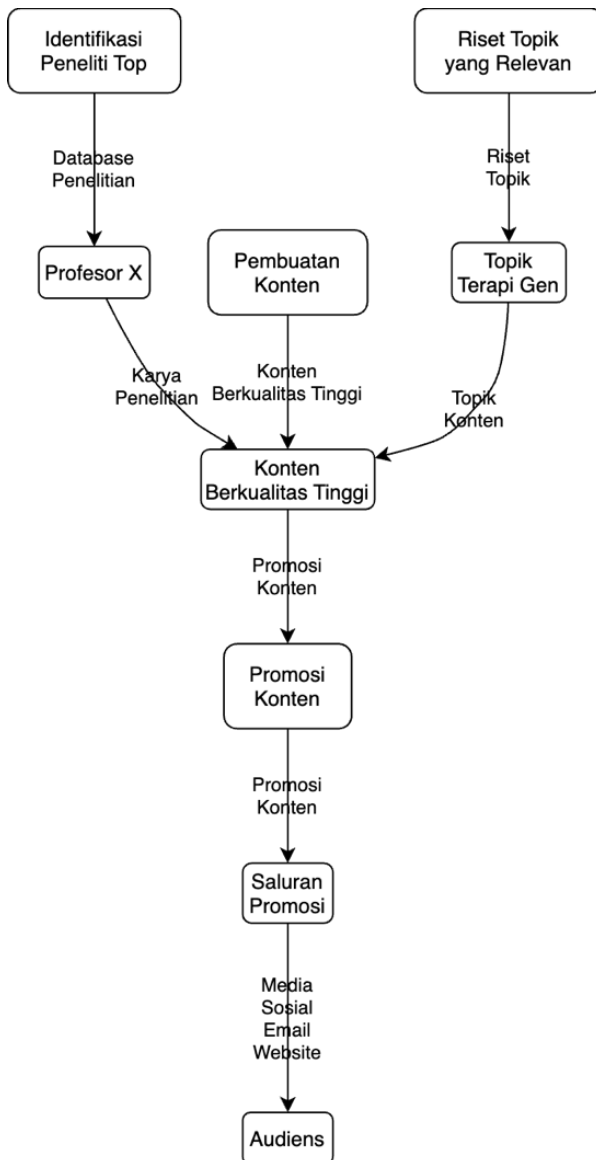 Identifikasi
Peneliti Top
Riset Topik
yang Relevan
Database
Penelitian
Riset
Topik
Profesor X
Pembuatan
Konten
Topik
Terapi Gen
Karya
Penelitian
Konten
Berkualitas Tinggi
Topik
Konten
Konten
Berkualitas Tinggi
Promosi
Konten
Promosi
Konten
Promosi
Konten
Saluran
Promosi
Media
Sosial
Email
Website
Audiens